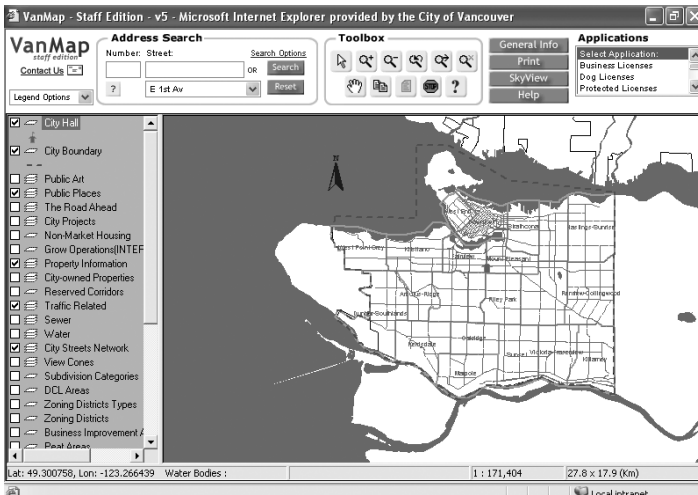 VanMap - Staff Edition - v5 - Microsoft Internet Explorer provided by the City of Vancouver
VanMap
staff edition
Contact Us
Legend Options
Address Search
Number: Street:
Search Options
OR
Search
?
E 1st Av
Reset
Toolbox
STOP
?
General Info
Print
SkyView
Help
Applications
Select Application:
Business Licenses
Dog Licenses
Protected Licenses
City Hall
City Boundary
Public Art
Public Places
The Road Ahead
City Projects
Non-Market Housing
Grow Operations(INTEF
Property Information
City-owned Properties
Reserved Corridors
Traffic Related
Sewer
Water
City Streets Network
View Cones
Subdivision Categories
DCL Areas
Zoning Districts Types
Zoning Districts
Business Improvement A
Peat Areas
N
West End
Strathcona
Hastings-Sunrise
West Point Grey
Kitsilano
Fairview
Mount Pleasant
Arbutus-Ridge
Riley Park
Renfrew-Collingwood
Dunbar-Southlands
Kerrisdale
Oakridge
Sunset
Victoria-Fraserview
Killarney
Marpole
Lat: 49.300758, Lon: -123.266439
Water Bodies :
1 : 171,404
27.8 x 17.9 (Km)
Local intranet